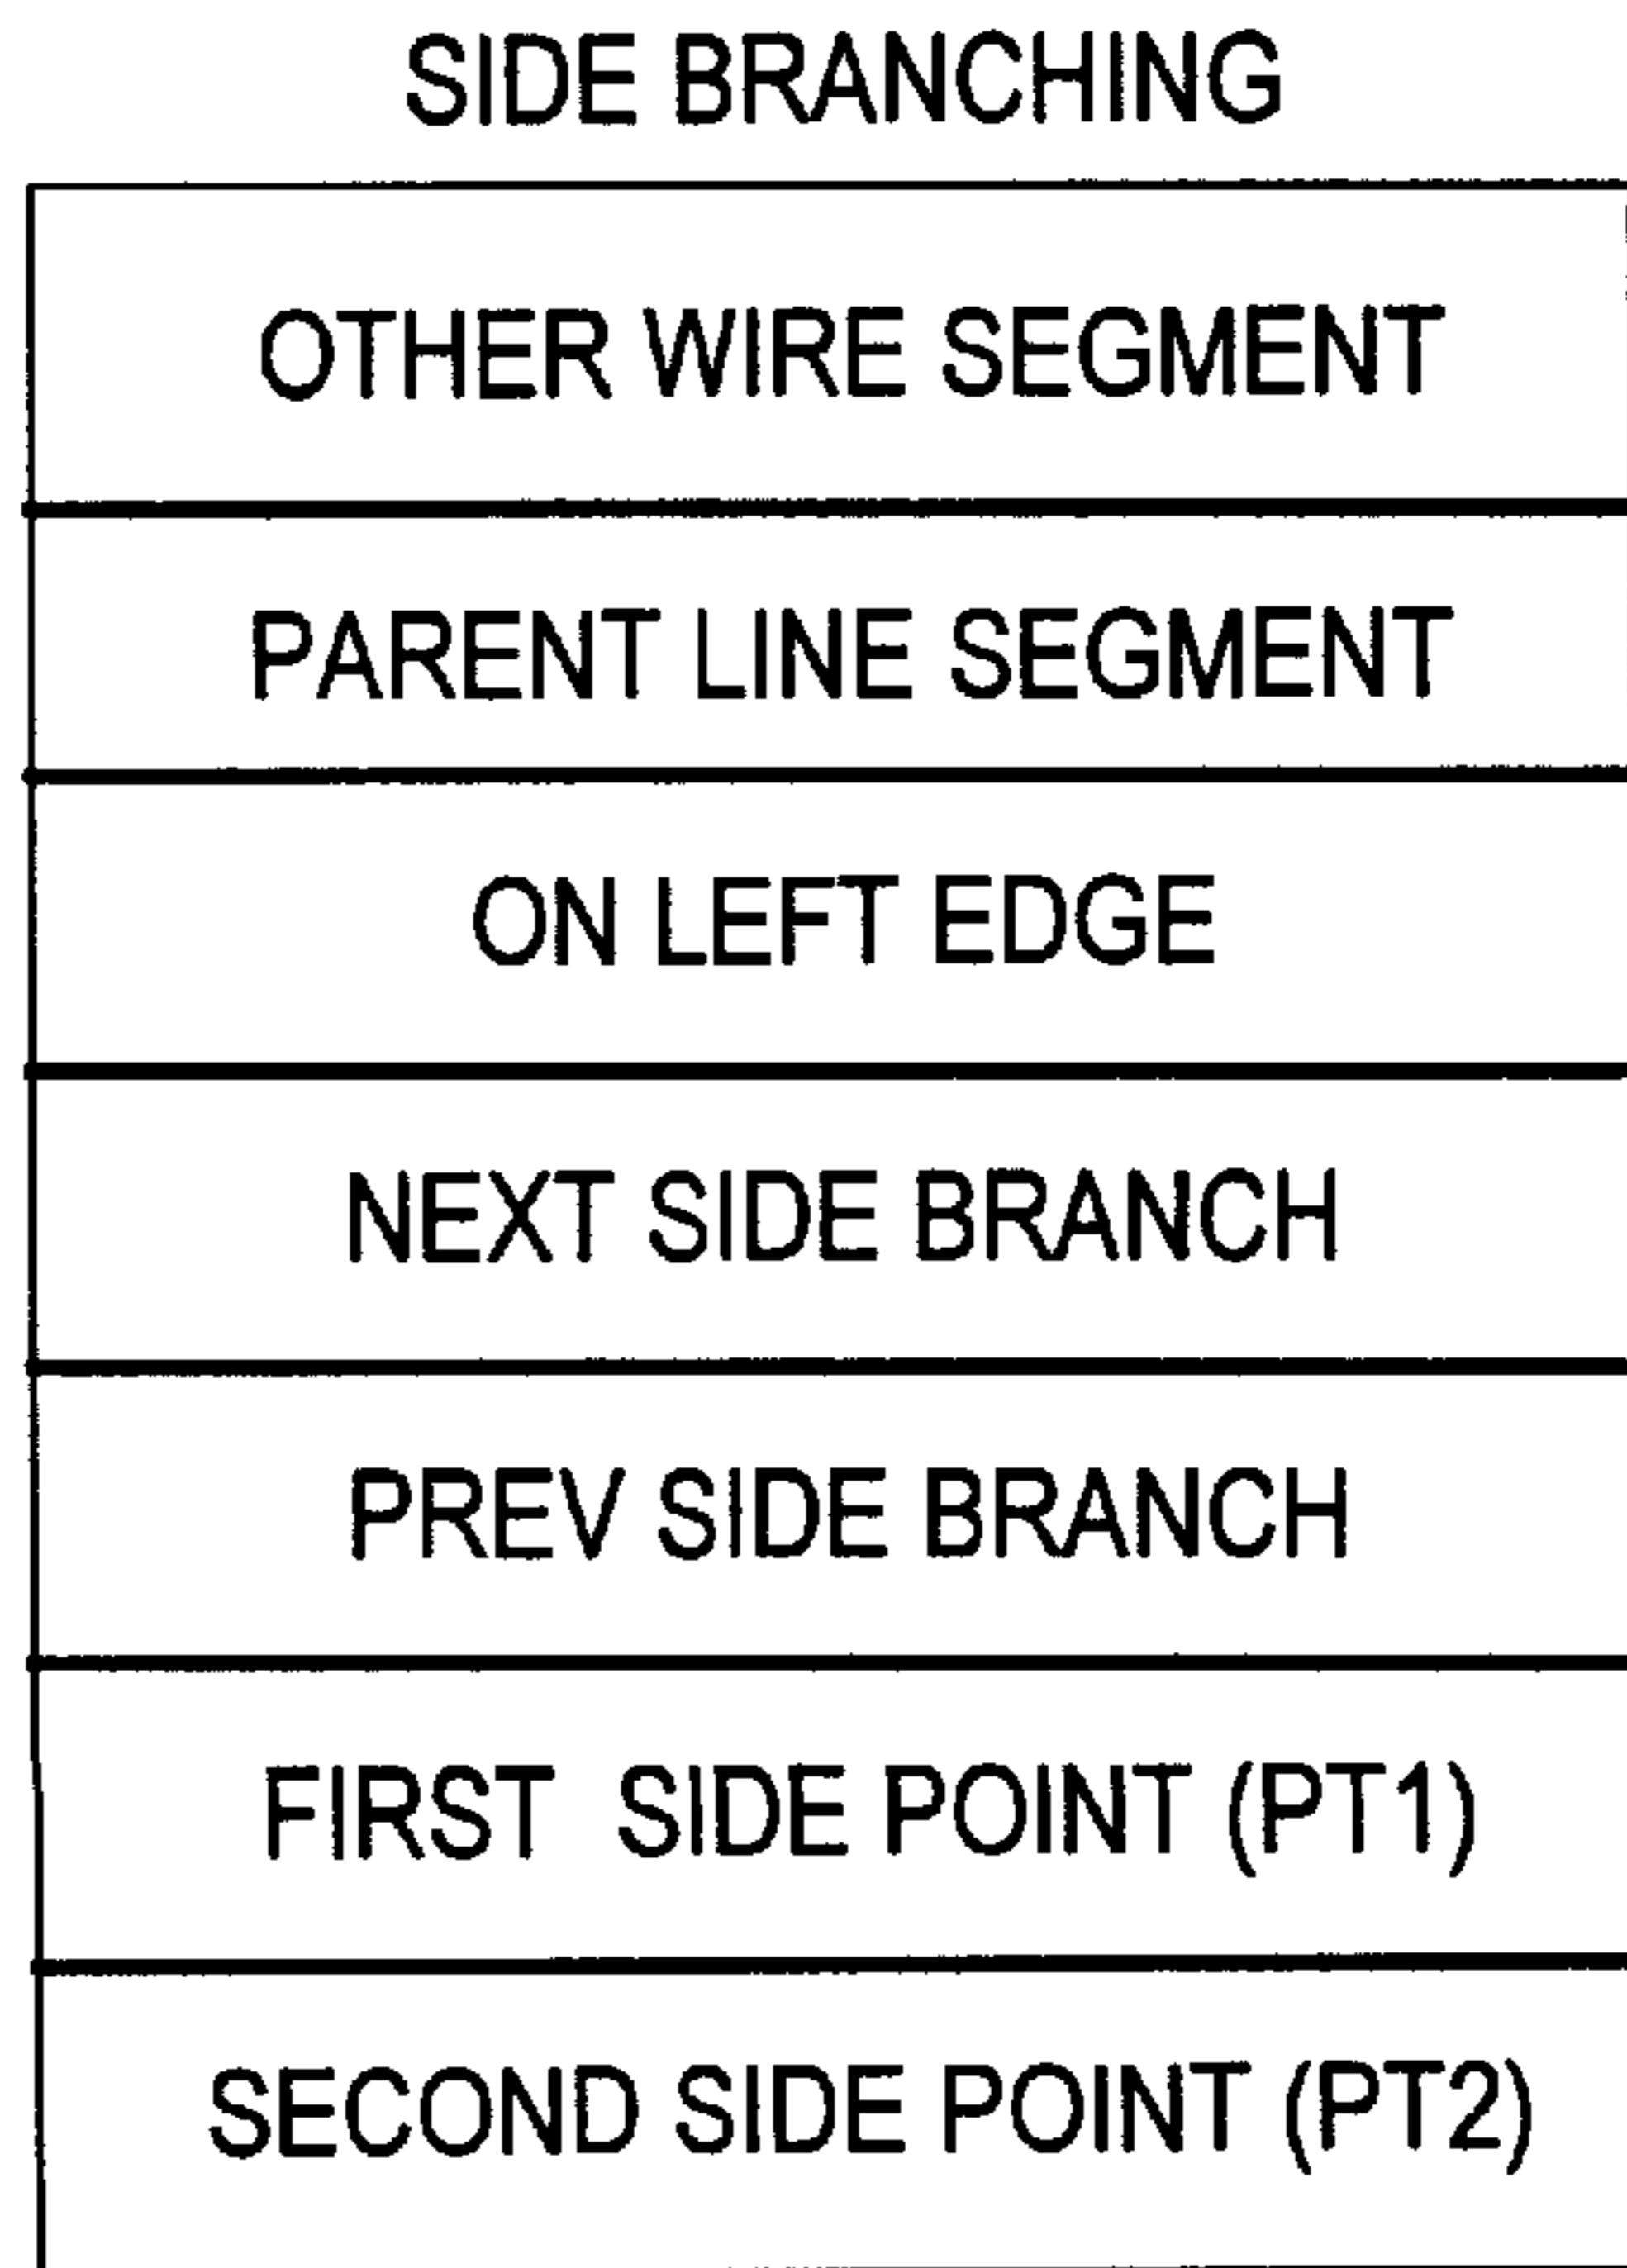 SIDE BRANCHING
OTHER WIRE SEGMENT
PARENT LINE SEGMENT
ON LEFT EDGE
NEXT SIDE BRANCH
PREV SIDE BRANCH
FIRST SIDE POINT (PT1)
SECOND SIDE POINT (PT2)